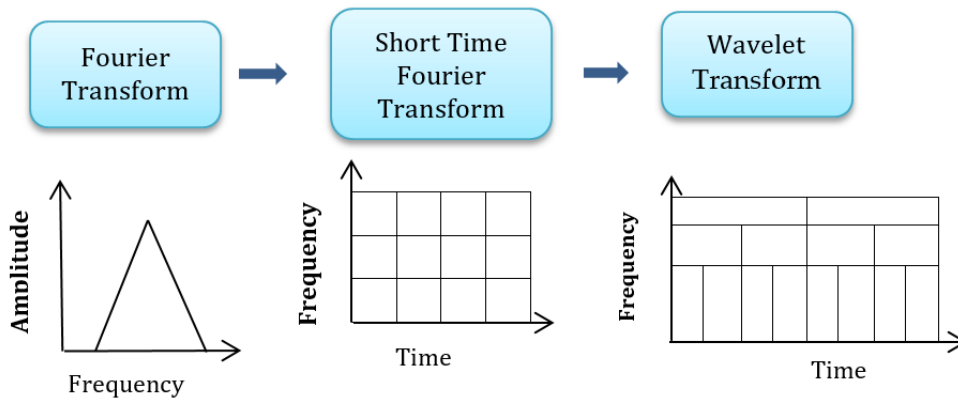 Fourier
Transform
Short Time
Fourier
Transform
Wavelet
Transform
Amplitude
Frequency
Frequency
Time
Frequency
Time